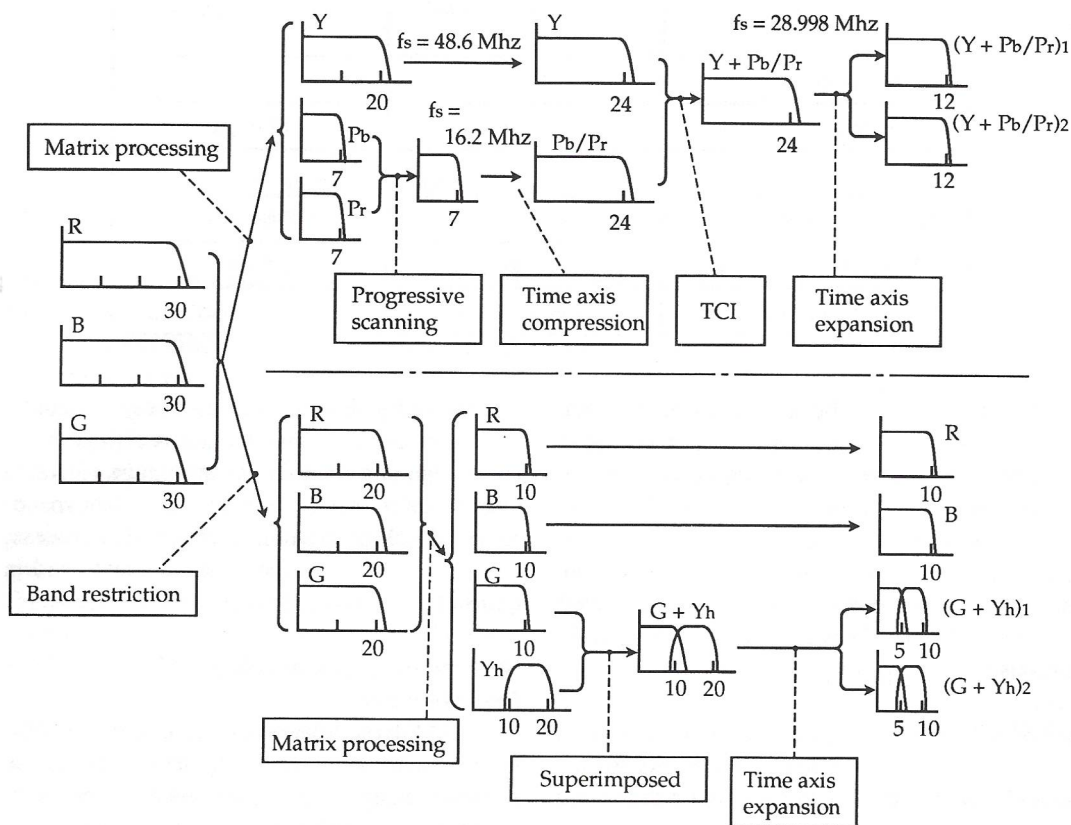 Y
20
fs = 48.6 Mhz
Y
24
fs = 28.998 Mhz
(Y + Pb/Pr)1
12
(Y + Pb/Pr)2
12
Y + Pb/Pr
24
Pb
7
Pr
7
fs =
16.2 Mhz
7
Pb/Pr
24
Matrix processing
Progressive
scanning
Time axis
compression
TCI
Time axis
expansion
R
30
B
30
G
30
Band restriction
R
20
B
20
G
20
Matrix processing
R
10
R
10
B
10
B
10
G
10
Yh
10 20
G + Yh
10 20
(G + Yh)1
5 10
(G + Yh)2
5 10
Superimposed
Time axis
expansion